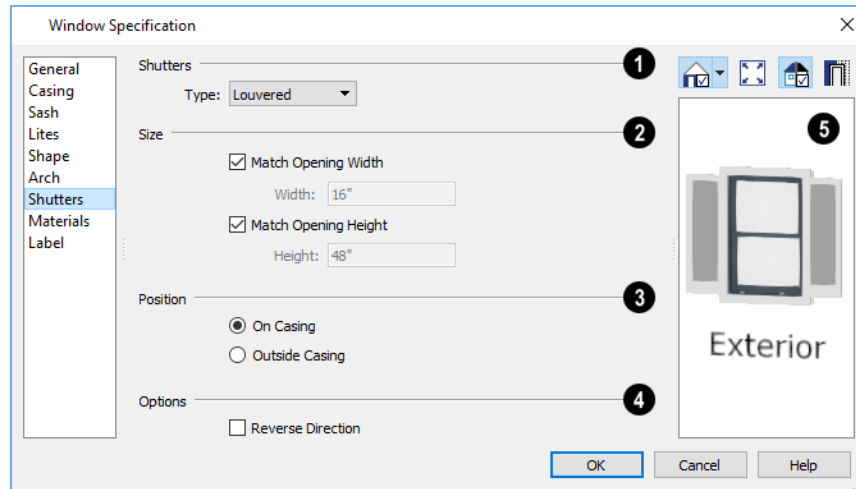 Window Specification
General
Casing
Sash
Lites
Shape
Arch
Shutters
Materials
Label
Shutters
1
Type: Louvered
Size
2
Match Opening Width
Width: 16"
Match Opening Height
Height: 48"
Position
3
On Casing
Outside Casing
Options
4
Reverse Direction
5
Exterior
OK Cancel Help